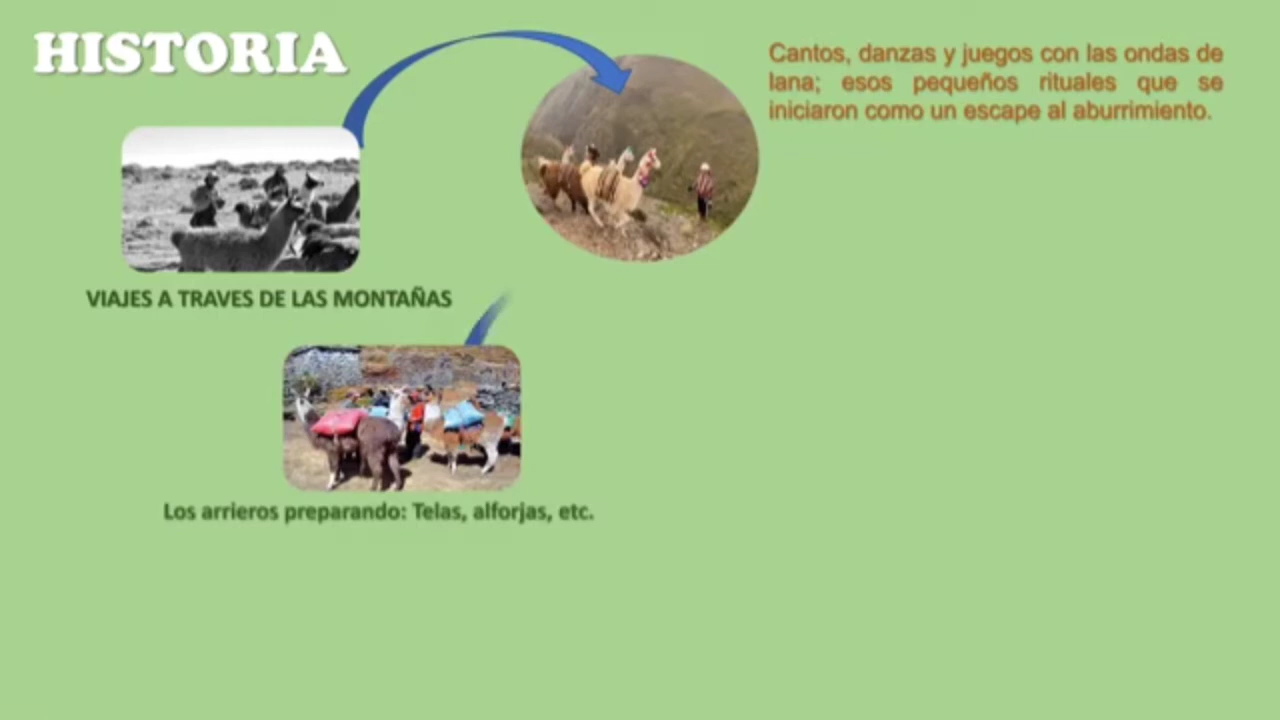 HISTORIA
Cantos, danzas y juegos con las ondas de
lana; esos pequeños rituales que se
iniciaron como un escape al aburrimiento.
VIAJES A TRAVES DE LAS MONTAÑAS
Los arrieros preparando: Telas, alforjas, etc.